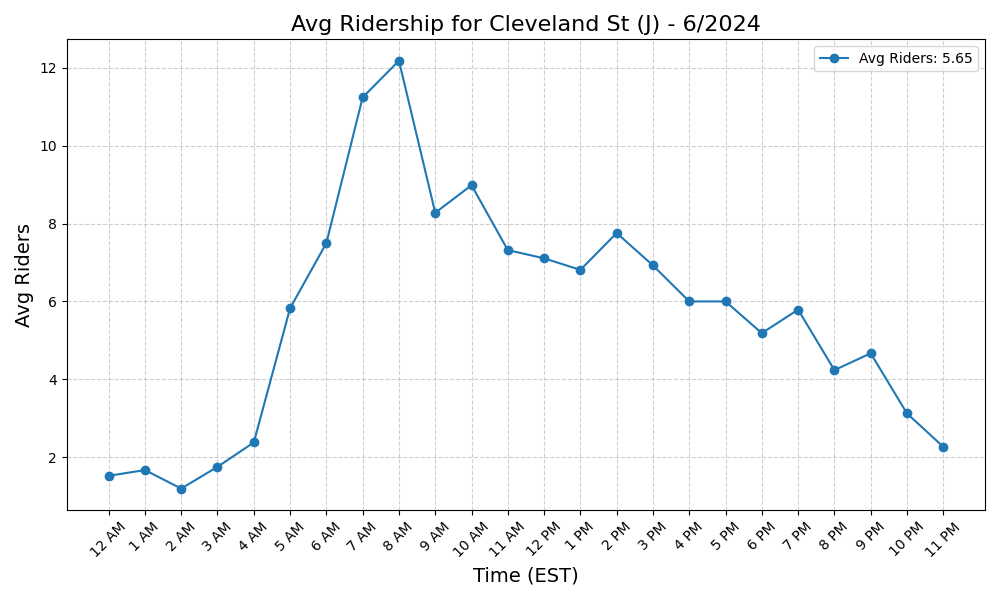 Avg Ridership for Cleveland St (J) - 6/2024
Avg Riders: 5.65
Avg Riders
12
10
8
6
4
2
12 AM
1 AM
2 AM
3 AM
4 AM
5 AM
6 AM
7 AM
8 AM
9 AM
10 AM
11 AM
12 PM
1 PM
2 PM
3 PM
4 PM
5 PM
6 PM
7 PM
8 PM
9 PM
10 PM
11 PM
Time (EST)